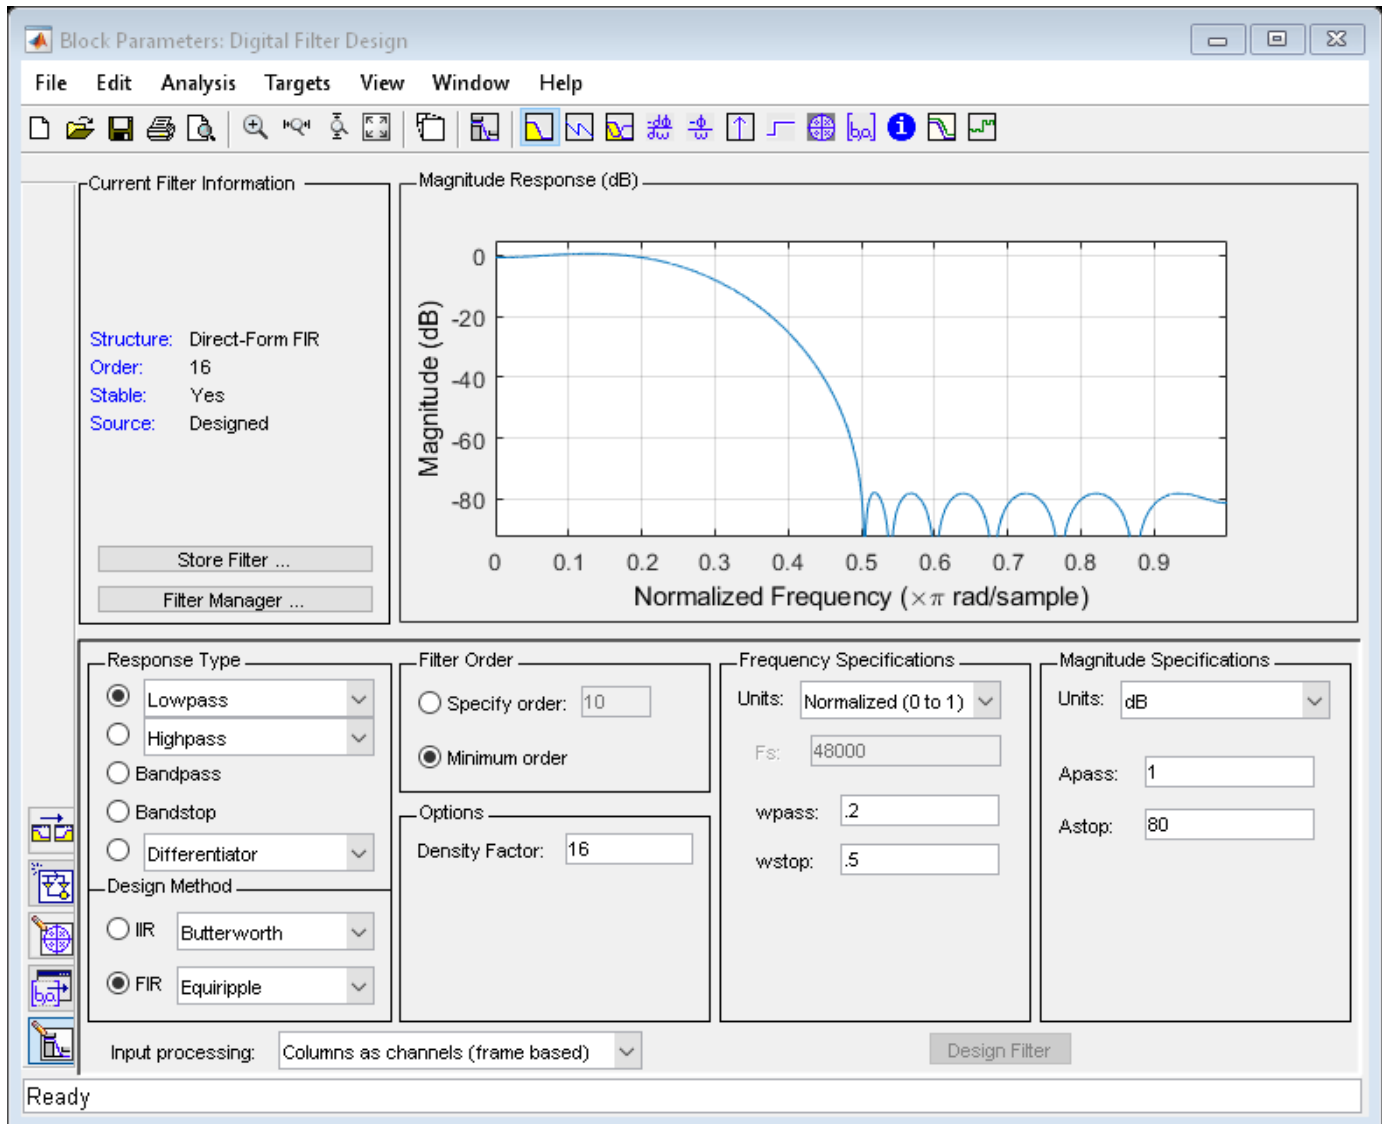 Block Parameters: Digital Filter Design
File Edit Analysis Targets View Window Help
Current Filter Information
Structure: Direct-Form FIR
Order: 16
Stable: Yes
Source: Designed
Store Filter ...
Filter Manager ...
Magnitude Response (dB)
Magnitude (dB)
0
-20
-40
-60
-80
0 0.1 0.2 0.3 0.4 0.5 0.6 0.7 0.8 0.9
Normalized Frequency (×π rad/sample)
Response Type
Lowpass
Highpass
Bandpass
Bandstop
Differentiator
Design Method
IIR Butterworth
FIR Equiripple
Filter Order
Specify order: 10
Minimum order
Options
Density Factor: 16
Frequency Specifications
Units: Normalized (0 to 1)
Fs: 48000
wpass: .2
wstop: .5
Magnitude Specifications
Units: dB
Apass: 1
Astop: 80
Input processing: Columns as channels (frame based)
Design Filter
Ready